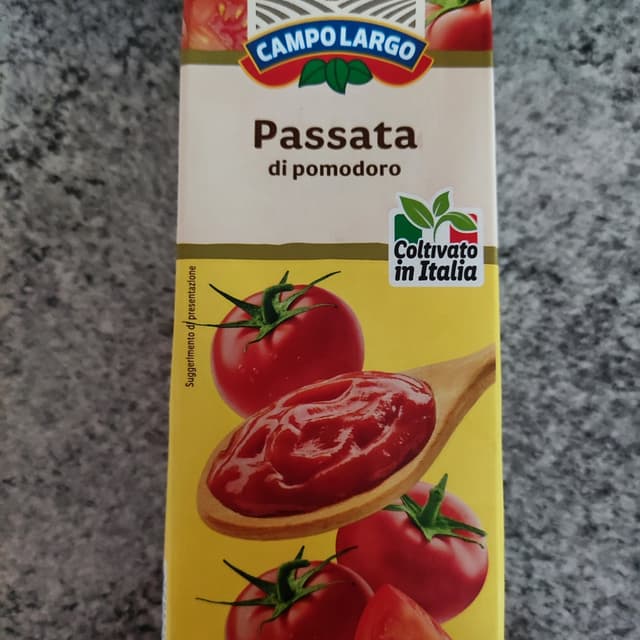 CAMPO LARGO
Passata
di pomodoro
Coltivato
in Italia
Suggerimento di presentazione